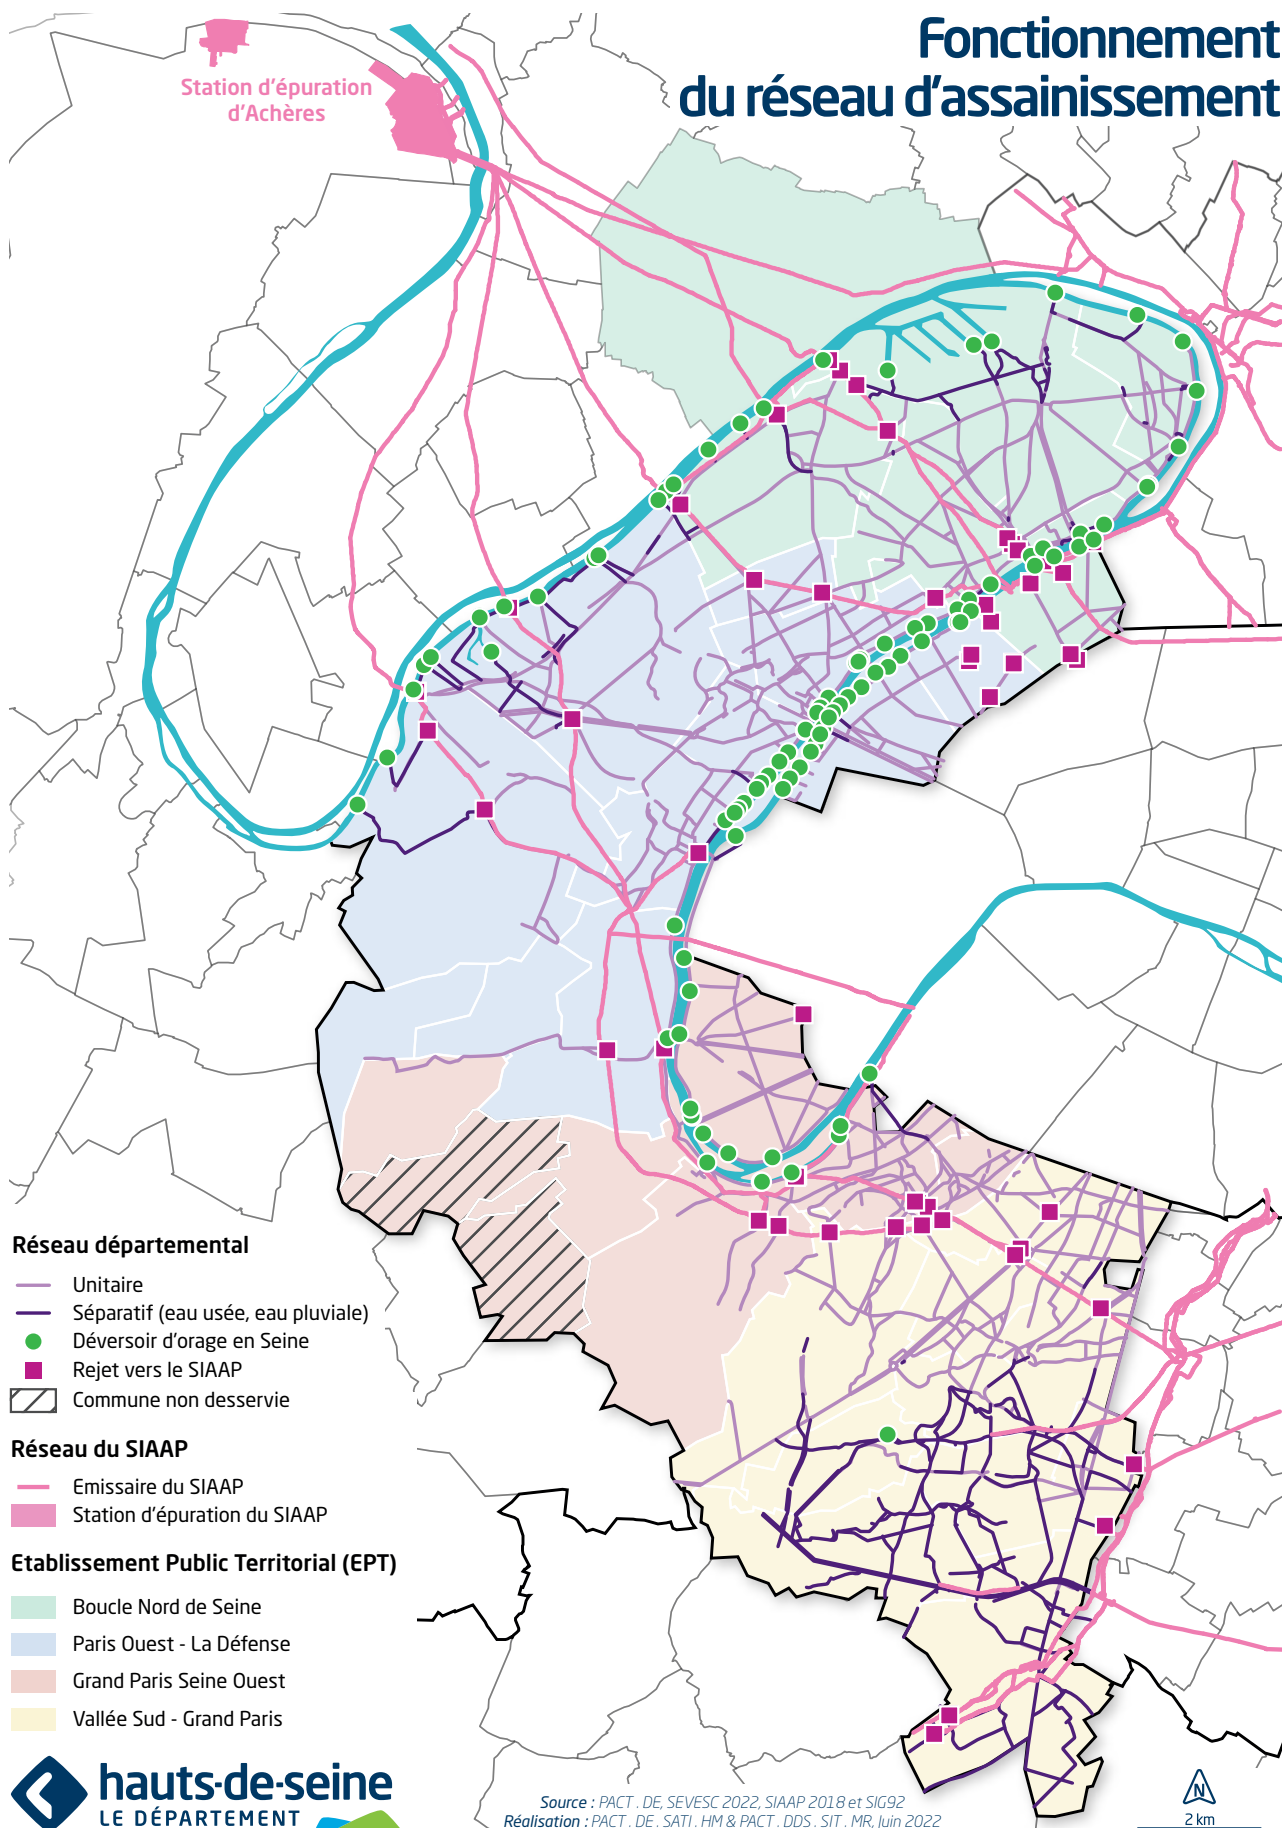 Fonctionnement
du réseau d'assainissement
Station d'épuration
d'Achères
Réseau départemental
Unitaire
Séparatif (eau usée, eau pluviale)
Déversoir d'orage en Seine
Rejet vers le SIAAP
Commune non desservie
Réseau du SIAAP
Emissaire du SIAAP
Station d'épuration du SIAAP
Etablissement Public Territorial (EPT)
Boucle Nord de Seine
Paris Ouest - La Défense
Grand Paris Seine Ouest
Vallée Sud - Grand Paris
hauts-de-seine
LE DÉPARTEMENT
Source : PACT . DE, SEVESC 2022, SIAAP 2018 et SIG92
Réalisation : PACT . DE . SATI . HM & PACT . DDS . SIT . MR, Juin 2022
N
2 km